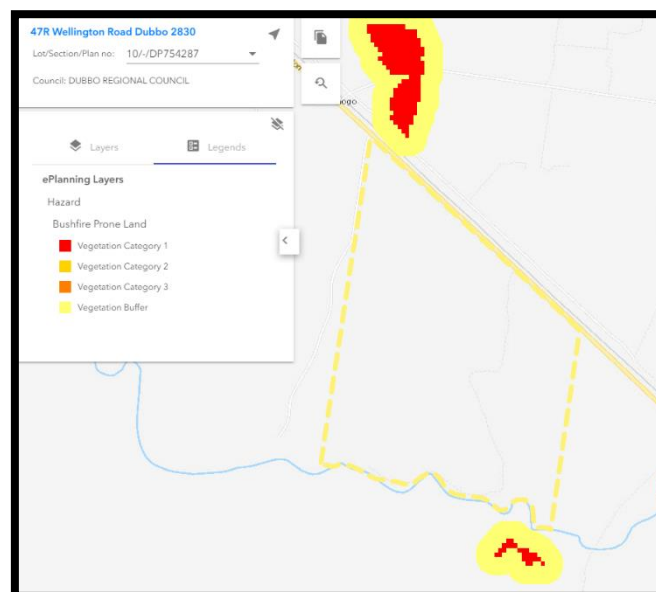 47R Wellington Road Dubbo 2830
Lot/Section/Plan no: 10/-/DP754287
Council: DUBBO REGIONAL COUNCIL
Layers
Legends
ePlanning Layers
Hazard
Bushfire Prone Land
Vegetation Category 1
Vegetation Category 2
Vegetation Category 3
Vegetation Buffer